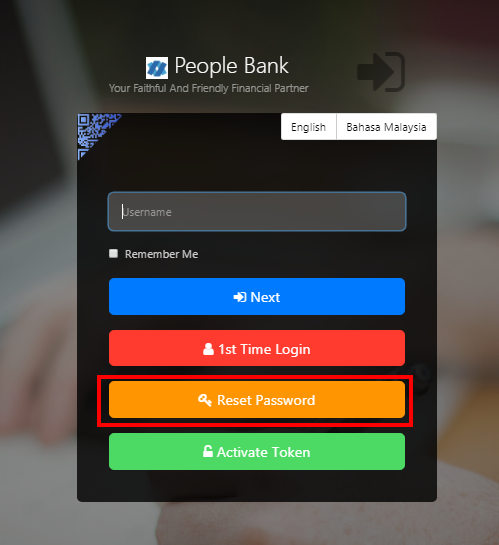 People Bank
Your Faithful And Friendly Financial Partner
English
Bahasa Malaysia
Username
Remember Me
Next
1st Time Login
Reset Password
Activate Token